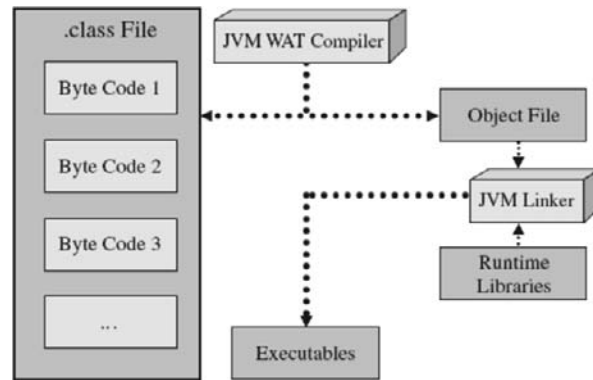 .class File
Byte Code 1
Byte Code 2
Byte Code 3
...
JVM WAT Compiler
Object File
JVM Linker
Runtime
Libraries
Executables